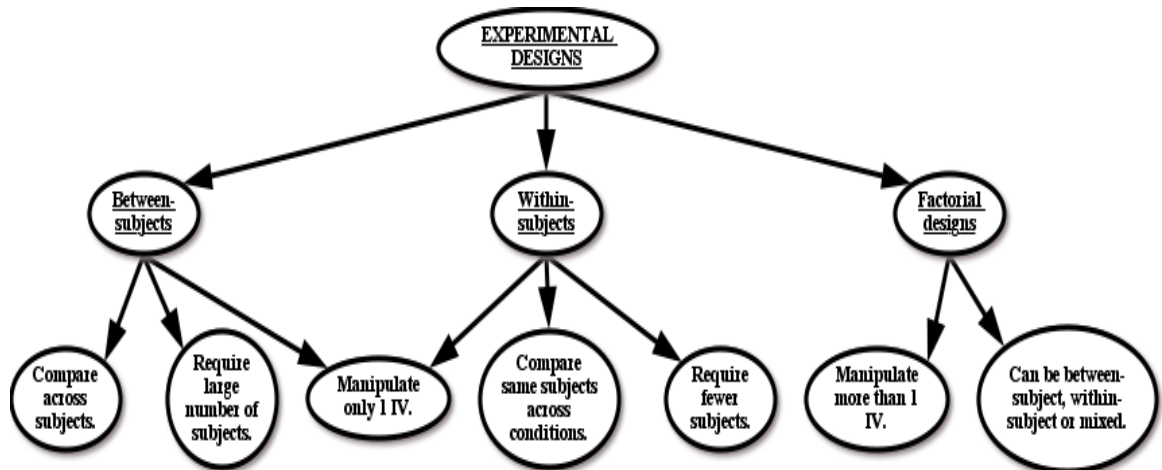 EXPERIMENTAL
DESIGNS
Between-
subjects
Within-
subjects
Factorial
designs
Compare
across
subjects.
Require
large
number of
subjects.
Manipulate
only 1 IV.
Compare
same subjects
across
conditions.
Require
fewer
subjects.
Manipulate
more than 1
IV.
Can be between-
subject, within-
subject or mixed.